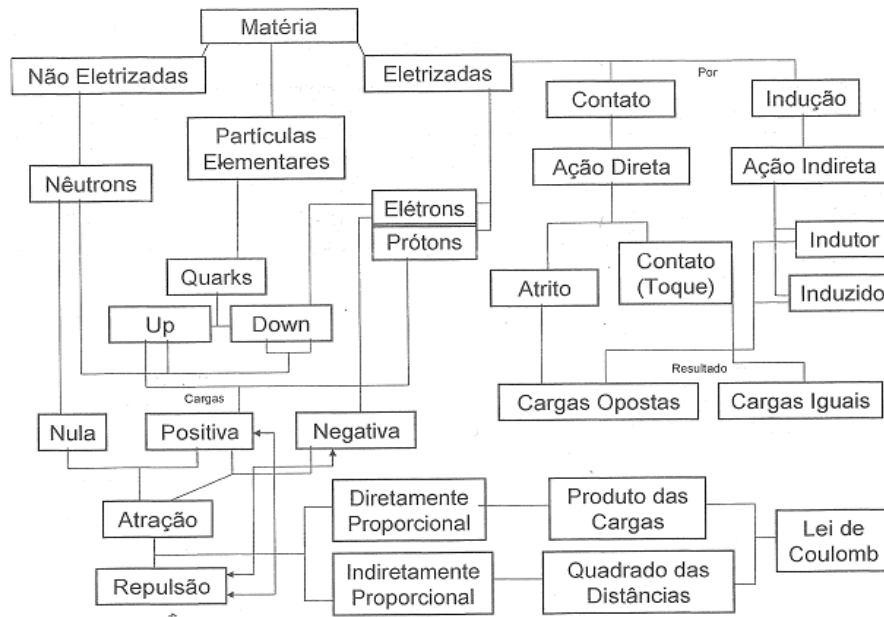 Matéria
Não Eletrizadas
Eletrizadas
Por
Contato
Indução
Partículas
Elementares
Ação Direta
Ação Indireta
Nêutrons
Elétrons
Prótons
Indutor
Quarks
Atrito
Contato
(Toque)
Induzido
Up
Down
Resultado
Cargas
Cargas Opostas
Cargas Iguais
Nula
Positiva
Negativa
Atração
Diretamente
Proporcional
Produto das
Cargas
Lei de
Coulomb
Repulsão
Indiretamente
Proporcional
Quadrado das
Distâncias